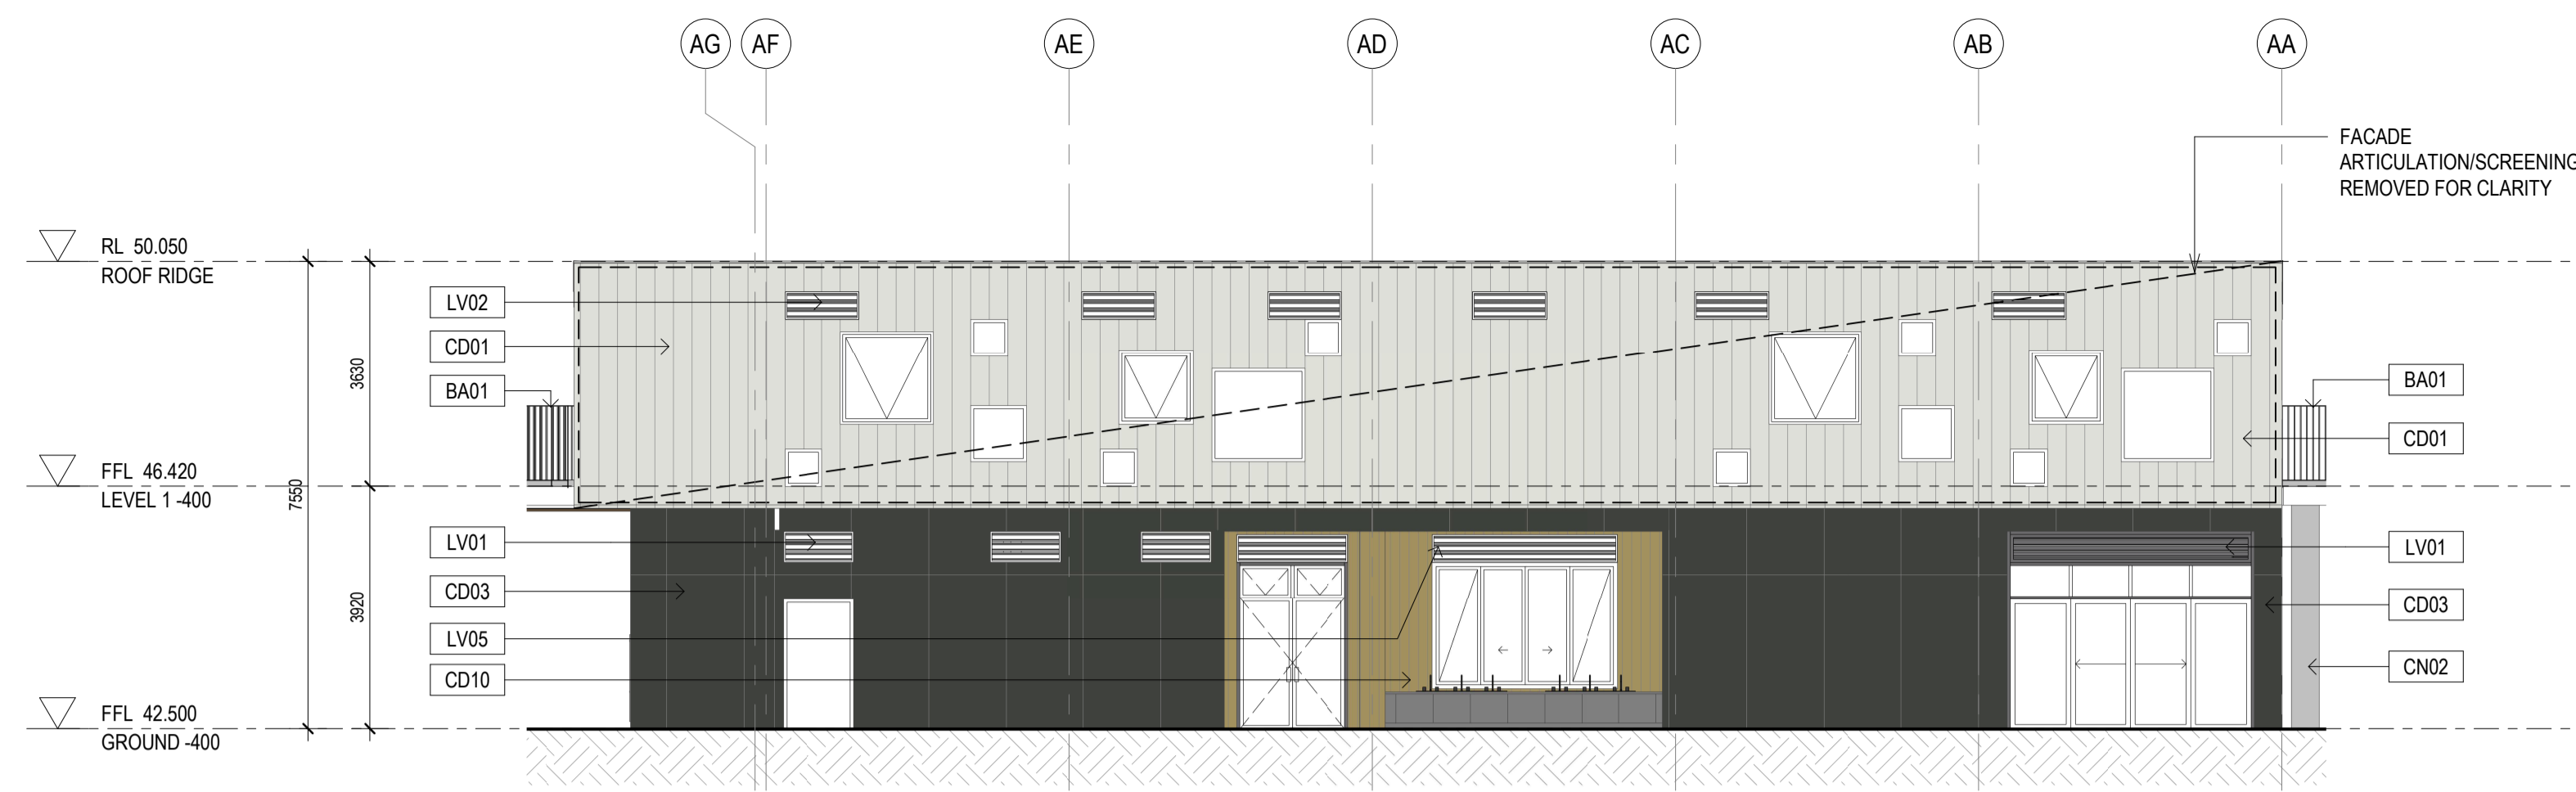 AG AF AE AD AC AB AA
FACADE
ARTICULATION/SCREENING
REMOVED FOR CLARITY
RL 50.050
ROOF RIDGE
LV02
CD01
BA01
3630
BA01
CD01
FFL 46.420
LEVEL 1 -400
7550
LV01
CD03
LV05
CD10
3920
LV01
CD03
CN02
FFL 42.500
GROUND -400